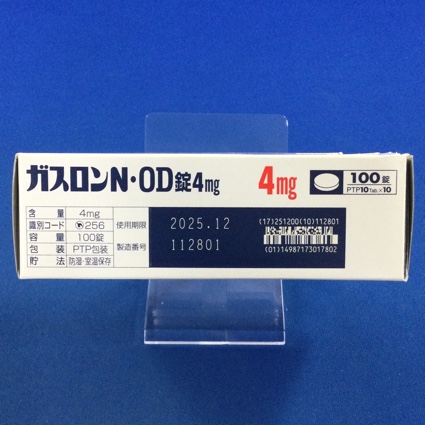 ガスロンN・OD錠4mg
4mg
100錠
PTP10Tab.×10
含量 4mg
識別コード 256
容量 100錠
包装 PTP包装
貯法 防湿・室温保存
使用期限 2025.12
製造番号 112801
(17)251200(10)112801
(01)14987173017802